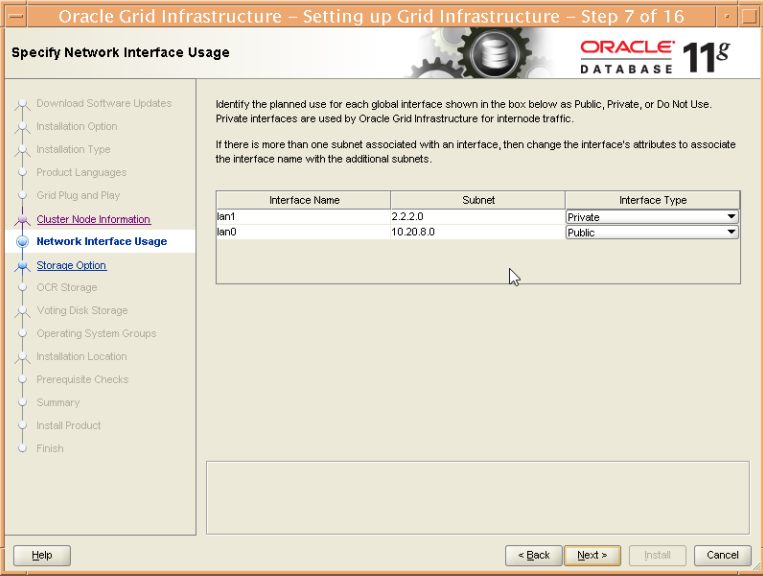 Oracle Grid Infrastructure – Setting up Grid Infrastructure – Step 7 of 16
Specify Network Interface Usage
ORACLE
DATABASE
11g
Download Software Updates
Installation Option
Installation Type
Product Languages
Grid Plug and Play
Cluster Node Information
Network Interface Usage
Storage Option
OCR Storage
Voting Disk Storage
Operating System Groups
Installation Location
Prerequisite Checks
Summary
Install Product
Finish
Identify the planned use for each global interface shown in the box below as Public, Private, or Do Not Use.
Private interfaces are used by Oracle Grid Infrastructure for internode traffic.
If there is more than one subnet associated with an interface, then change the interface's attributes to associate
the interface name with the additional subnets.
Interface Name Subnet Interface Type
lan1 2.2.2.0 Private
lan0 10.20.8.0 Public
Help < Back Next > Install Cancel